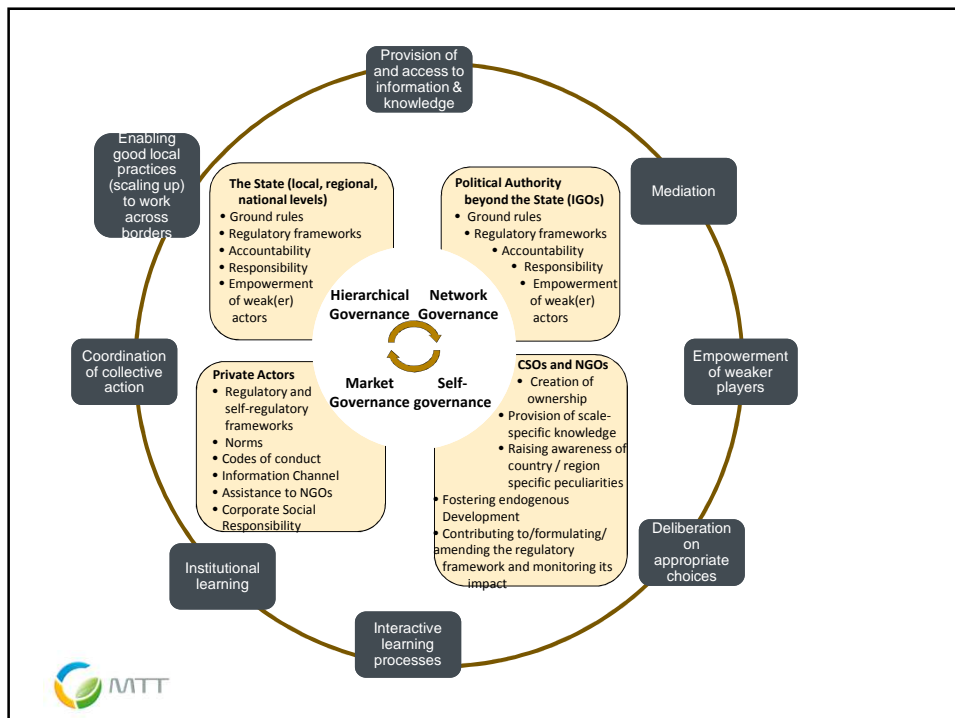 Provision of
and access to
information &
knowledge
Enabling
good local
practices
(scaling up)
to work
across
borders
Mediation
The State (local, regional,
national levels)
• Ground rules
• Regulatory frameworks
• Accountability
• Responsibility
• Empowerment
of weak(er)
actors
Political Authority
beyond the State (IGOs)
• Ground rules
• Regulatory frameworks
• Accountability
• Responsibility
• Empowerment
of weak(er)
actors
Hierarchical
Governance
Network
Governance
Market
Governance
Self-
governance
Coordination
of collective
action
Empowerment
of weaker
players
Private Actors
• Regulatory and
self-regulatory
frameworks
• Norms
• Codes of conduct
• Information Channel
• Assistance to NGOs
• Corporate Social
Responsibility
CSOs and NGOs
• Creation of
ownership
• Provision of scale-
specific knowledge
• Raising awareness of
country / region
specific peculiarities
• Fostering endogenous
Development
• Contributing to/formulating/
amending the regulatory
framework and monitoring its
impact
Institutional
learning
Deliberation
on
appropriate
choices
Interactive
learning
processes
MTT